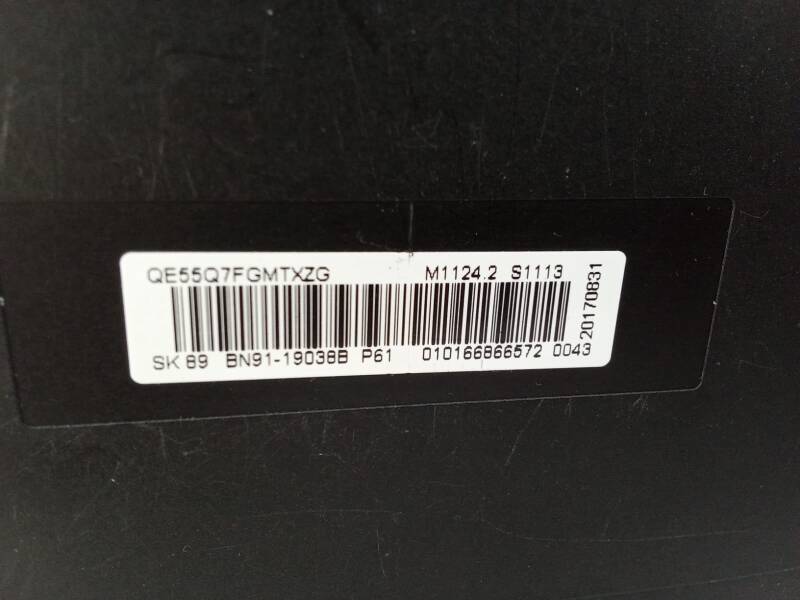 QE55Q7FGMTXZG M1124.2 S1113
SK 89 BN91-19038B P61 010166866572 0043
20170831